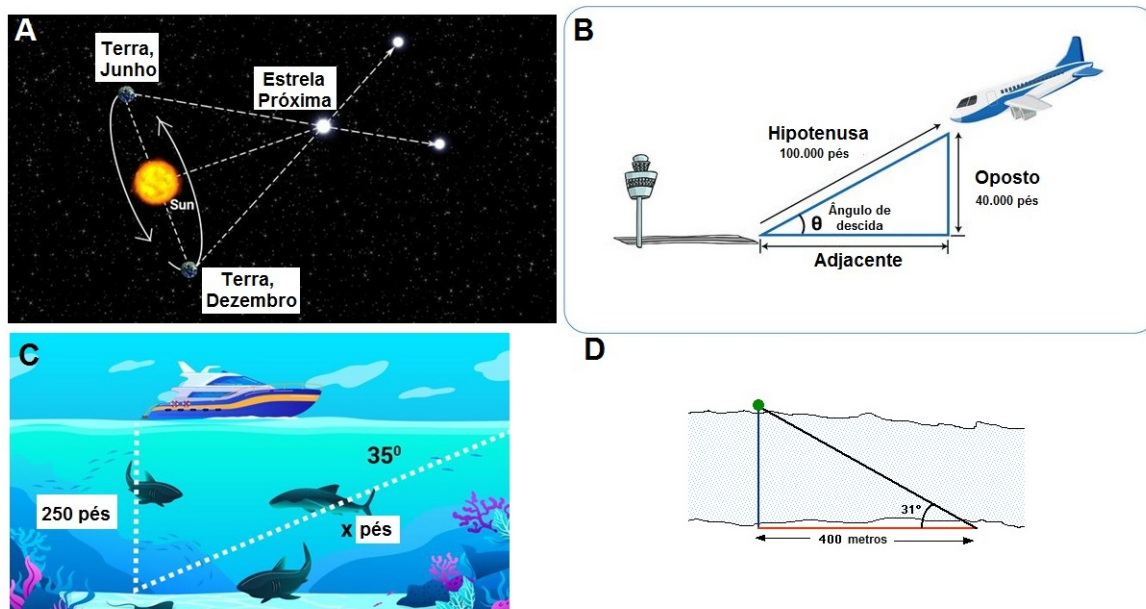 A
Terra,
Junho
Estrela
Próxima
Sun
Terra,
Dezembro
B
Hipotenusa
100.000 pés
Oposto
40.000 pés
θ
Ângulo de
descida
Adjacente
C
35⁰
250 pés
x pés
D
31°
400 metros